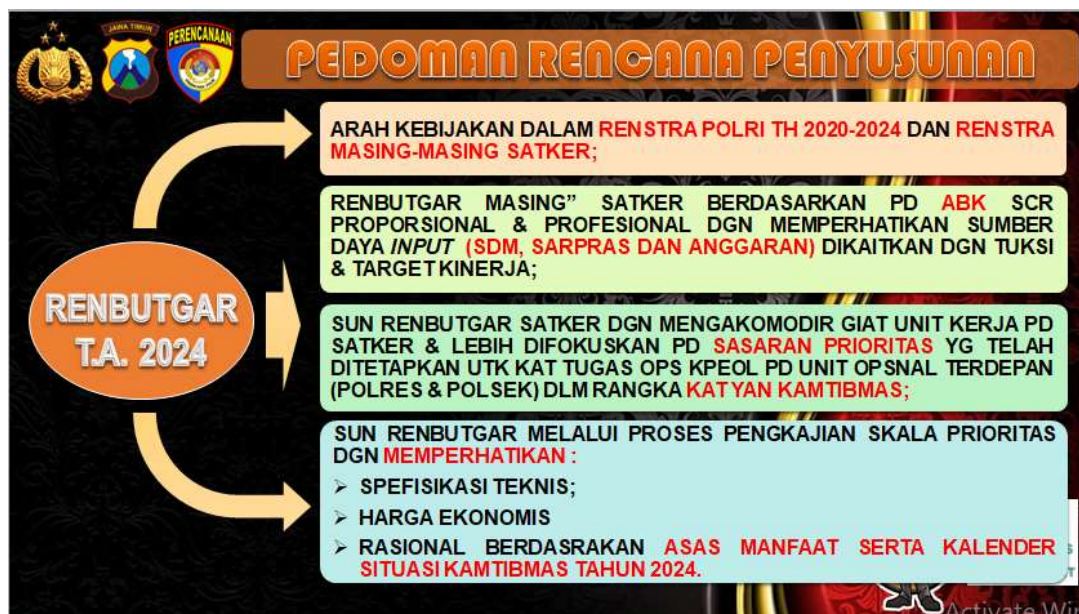 JAWA TIMUR
PERENCANAAN
PEDOMAN RENCANA PENYUSUNAN
ARAH KEBIJAKAN DALAM RENSTRA POLRI TH 2020-2024 DAN RENSTRA
MASING-MASING SATKER;
RENBUTGAR MASING” SATKER BERDASARKAN PD ABK SCR
PROPORSIONAL & PROFESIONAL DGN MEMPERHATIKAN SUMBER
DAYA INPUT (SDM, SARPRAS DAN ANGGARAN) DIKAITKAN DGN TUKSI
& TARGET KINERJA;
RENBUTGAR
T.A. 2024
SUN RENBUTGAR SATKER DGN MENGAKOMODIR GIAT UNIT KERJA PD
SATKER & LEBIH DIFOKUSKAN PD SASARAN PRIORITAS YG TELAH
DITETAPKAN UTK KAT TUGAS OPS KPEOL PD UNIT OPSNAL TERDEPAN
(POLRES & POLSEK) DLM RANGKA KAT YAN KAMTIBMAS;
SUN RENBUTGAR MELALUI PROSES PENGKAJIAN SKALA PRIORITAS
DGN MEMPERHATIKAN :
➢ SPEFISIKASI TEKNIS;
➢ HARGA EKONOMIS
➢ RASIONAL BERDASRAKAN ASAS MANFAAT SERTA KALENDER
SITUASI KAMTIBMAS TAHUN 2024.
Activate Wi